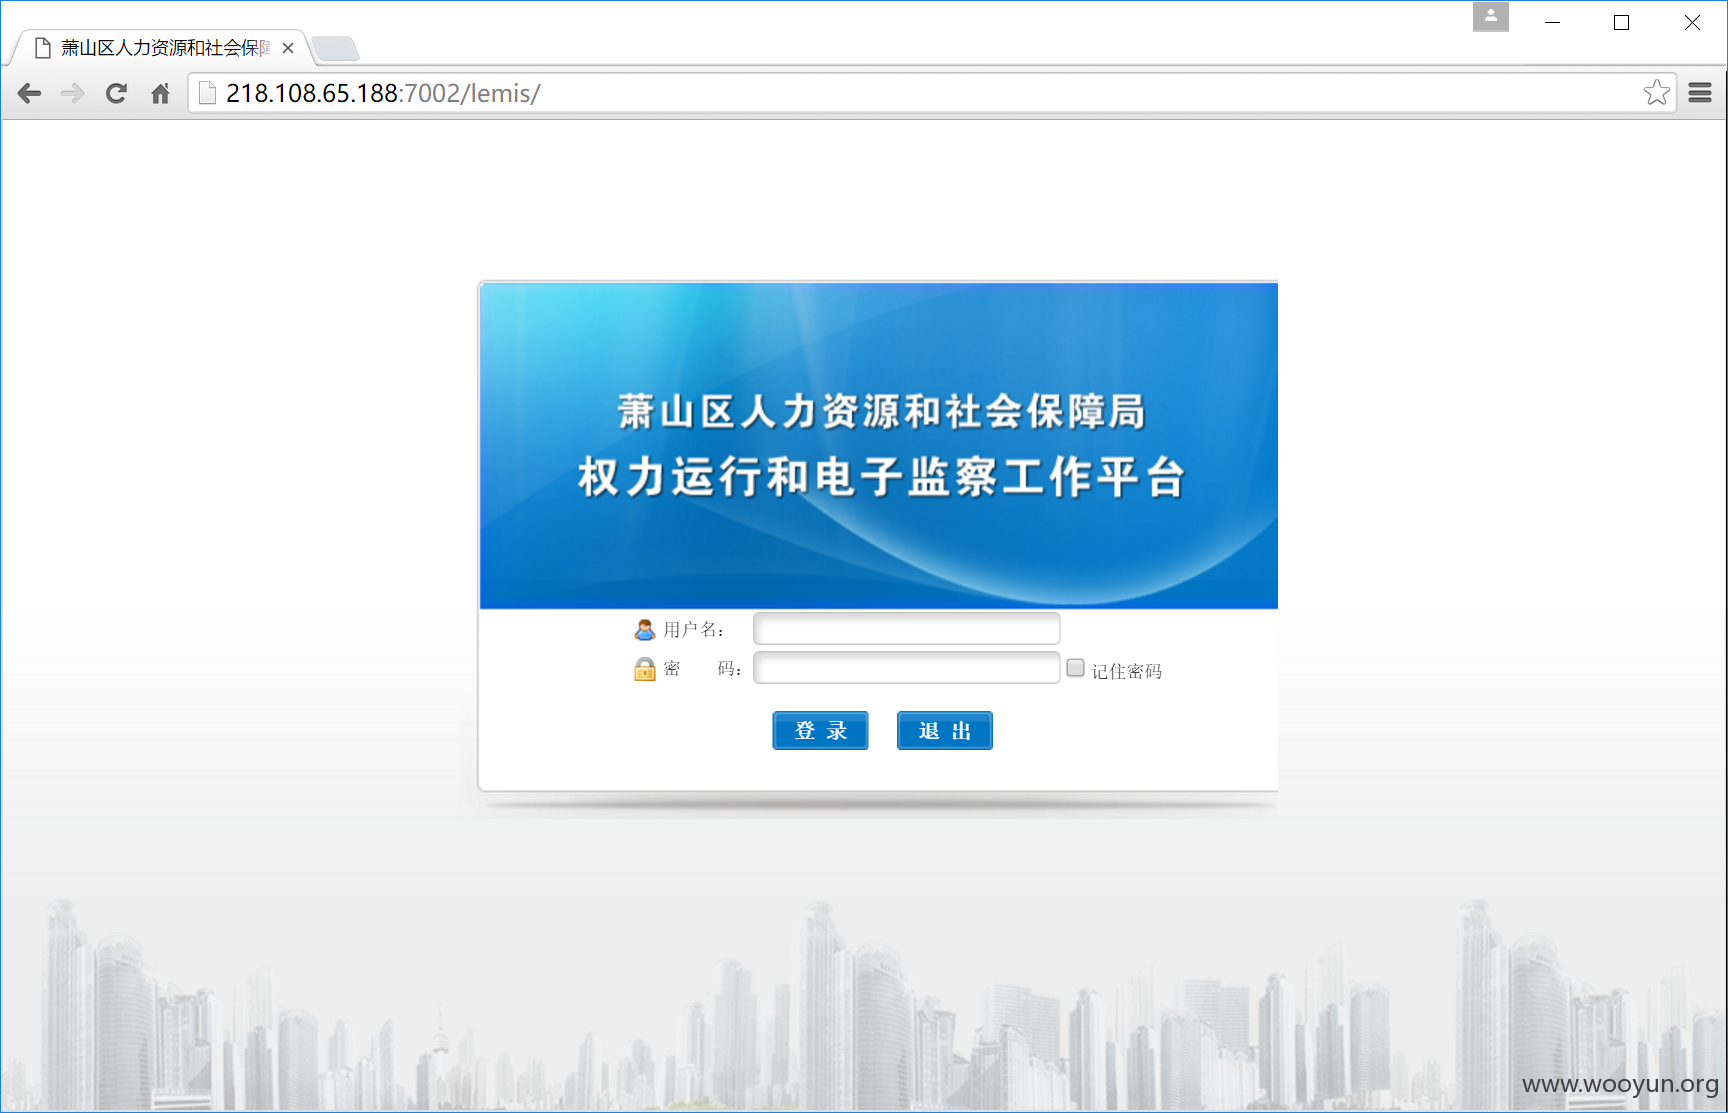 萧山区人力资源和社会保
218.108.65.188:7002/lemis/
萧山区人力资源和社会保障局
权力运行和电子监察工作平台
用户名：
密 码：
记住密码
登 录 退 出
www.wooyun.org